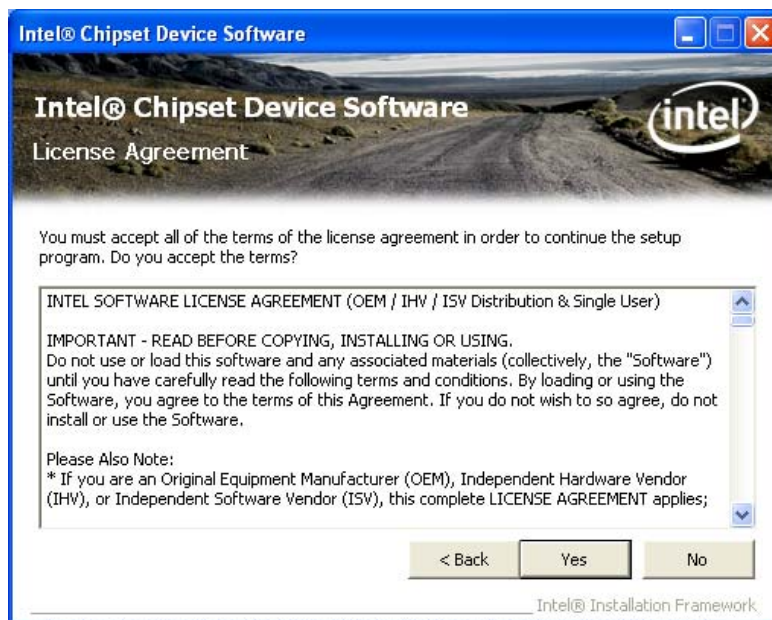 Intel® Chipset Device Software
Intel® Chipset Device Software
intel
License Agreement
You must accept all of the terms of the license agreement in order to continue the setup
program. Do you accept the terms?
INTEL SOFTWARE LICENSE AGREEMENT (OEM / IHV / ISV Distribution & Single User)
IMPORTANT - READ BEFORE COPYING, INSTALLING OR USING.
Do not use or load this software and any associated materials (collectively, the "Software")
until you have carefully read the following terms and conditions. By loading or using the
Software, you agree to the terms of this Agreement. If you do not wish to so agree, do not
install or use the Software.
Please Also Note:
* If you are an Original Equipment Manufacturer (OEM), Independent Hardware Vendor
(IHV), or Independent Software Vendor (ISV), this complete LICENSE AGREEMENT applies;
< Back Yes No
Intel® Installation Framework